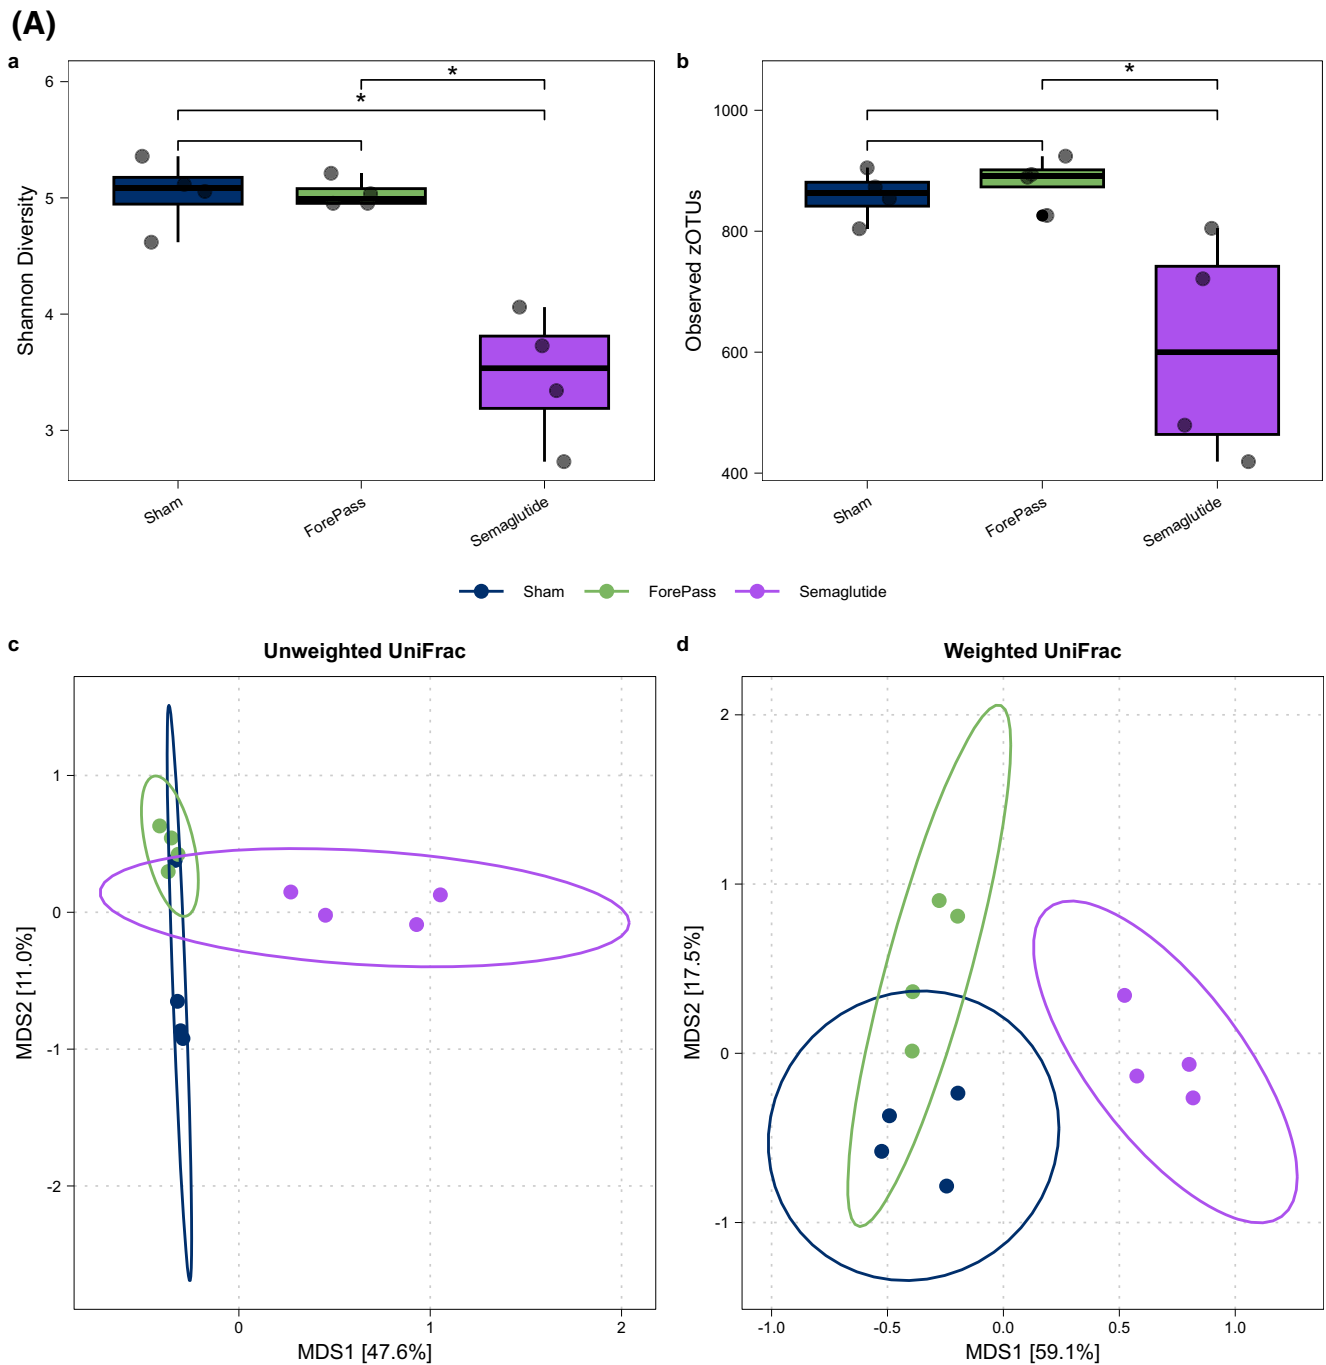 (A)
a
b
*
*
*
6
5
4
3
Shannon Diversity
Sham
ForePass
Semaglutide
1000
800
600
400
Observed zOTUs
Sham
ForePass
Semaglutide
Sham
ForePass
Semaglutide
c
Unweighted UniFrac
1
0
-1
-2
MDS2 [11.0%]
0
1
2
MDS1 [47.6%]
d
Weighted UniFrac
2
1
0
-1
MDS2 [17.5%]
-1.0
-0.5
0.0
0.5
1.0
MDS1 [59.1%]